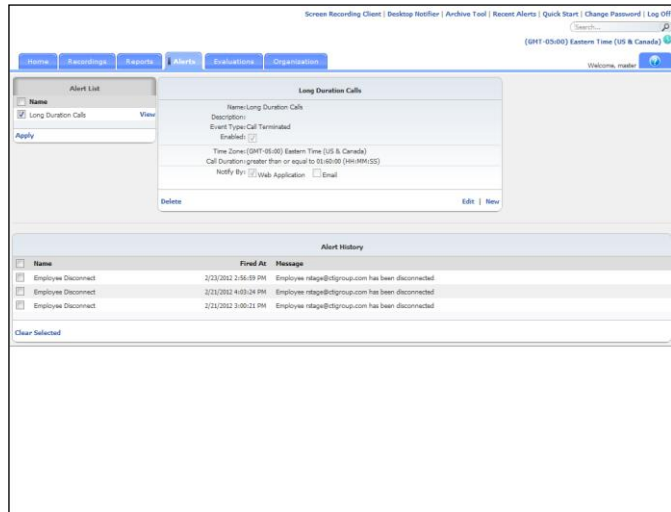 Screen Recording Client | Desktop Notifier | Archive Tool | Recent Alerts | Quick Start | Change Password | Log Off
Search...
(GMT-05:00) Eastern Time (US & Canada)
Home Recordings Reports Alerts Evaluations Organization
Welcome, master
Alert List
Name
Long Duration Calls View
Apply
Long Duration Calls
Name: Long Duration Calls
Description:
Event Type: Call Terminated
Enabled:
Time Zone: (GMT-05:00) Eastern Time (US & Canada)
Call Duration: greater than or equal to 01:60:00 (HH:MM:SS)
Notify By: Web Application Email
Delete Edit | New
Alert History
Name Fired At Message
Employee Disconnect 2/23/2012 2:56:59 PM Employee rstage@ctigroup.com has been disconnected
Employee Disconnect 2/21/2012 4:03:24 PM Employee rstage@ctigroup.com has been disconnected
Employee Disconnect 2/21/2012 3:00:21 PM Employee rstage@ctigroup.com has been disconnected
Clear Selected